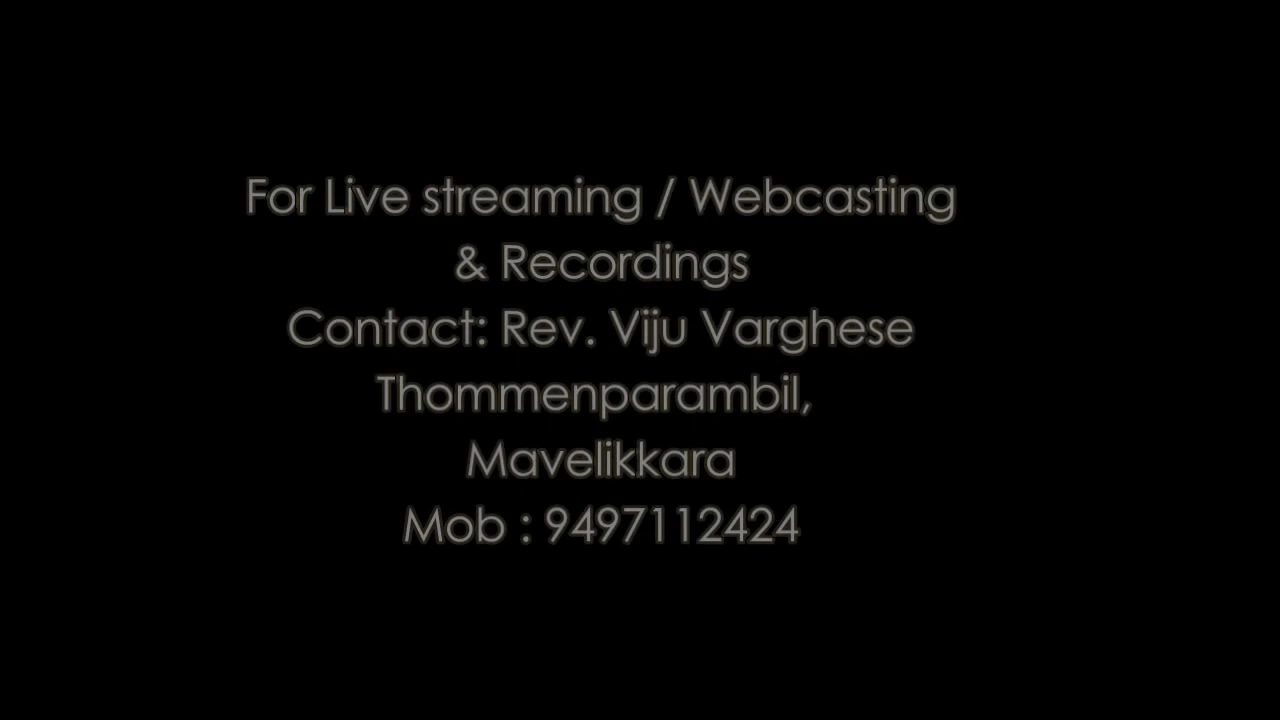 For Live streaming / Webcasting
& Recordings
Contact: Rev. Viju Varghese
Thommenparambil,
Mavelikkara
Mob : 9497112424